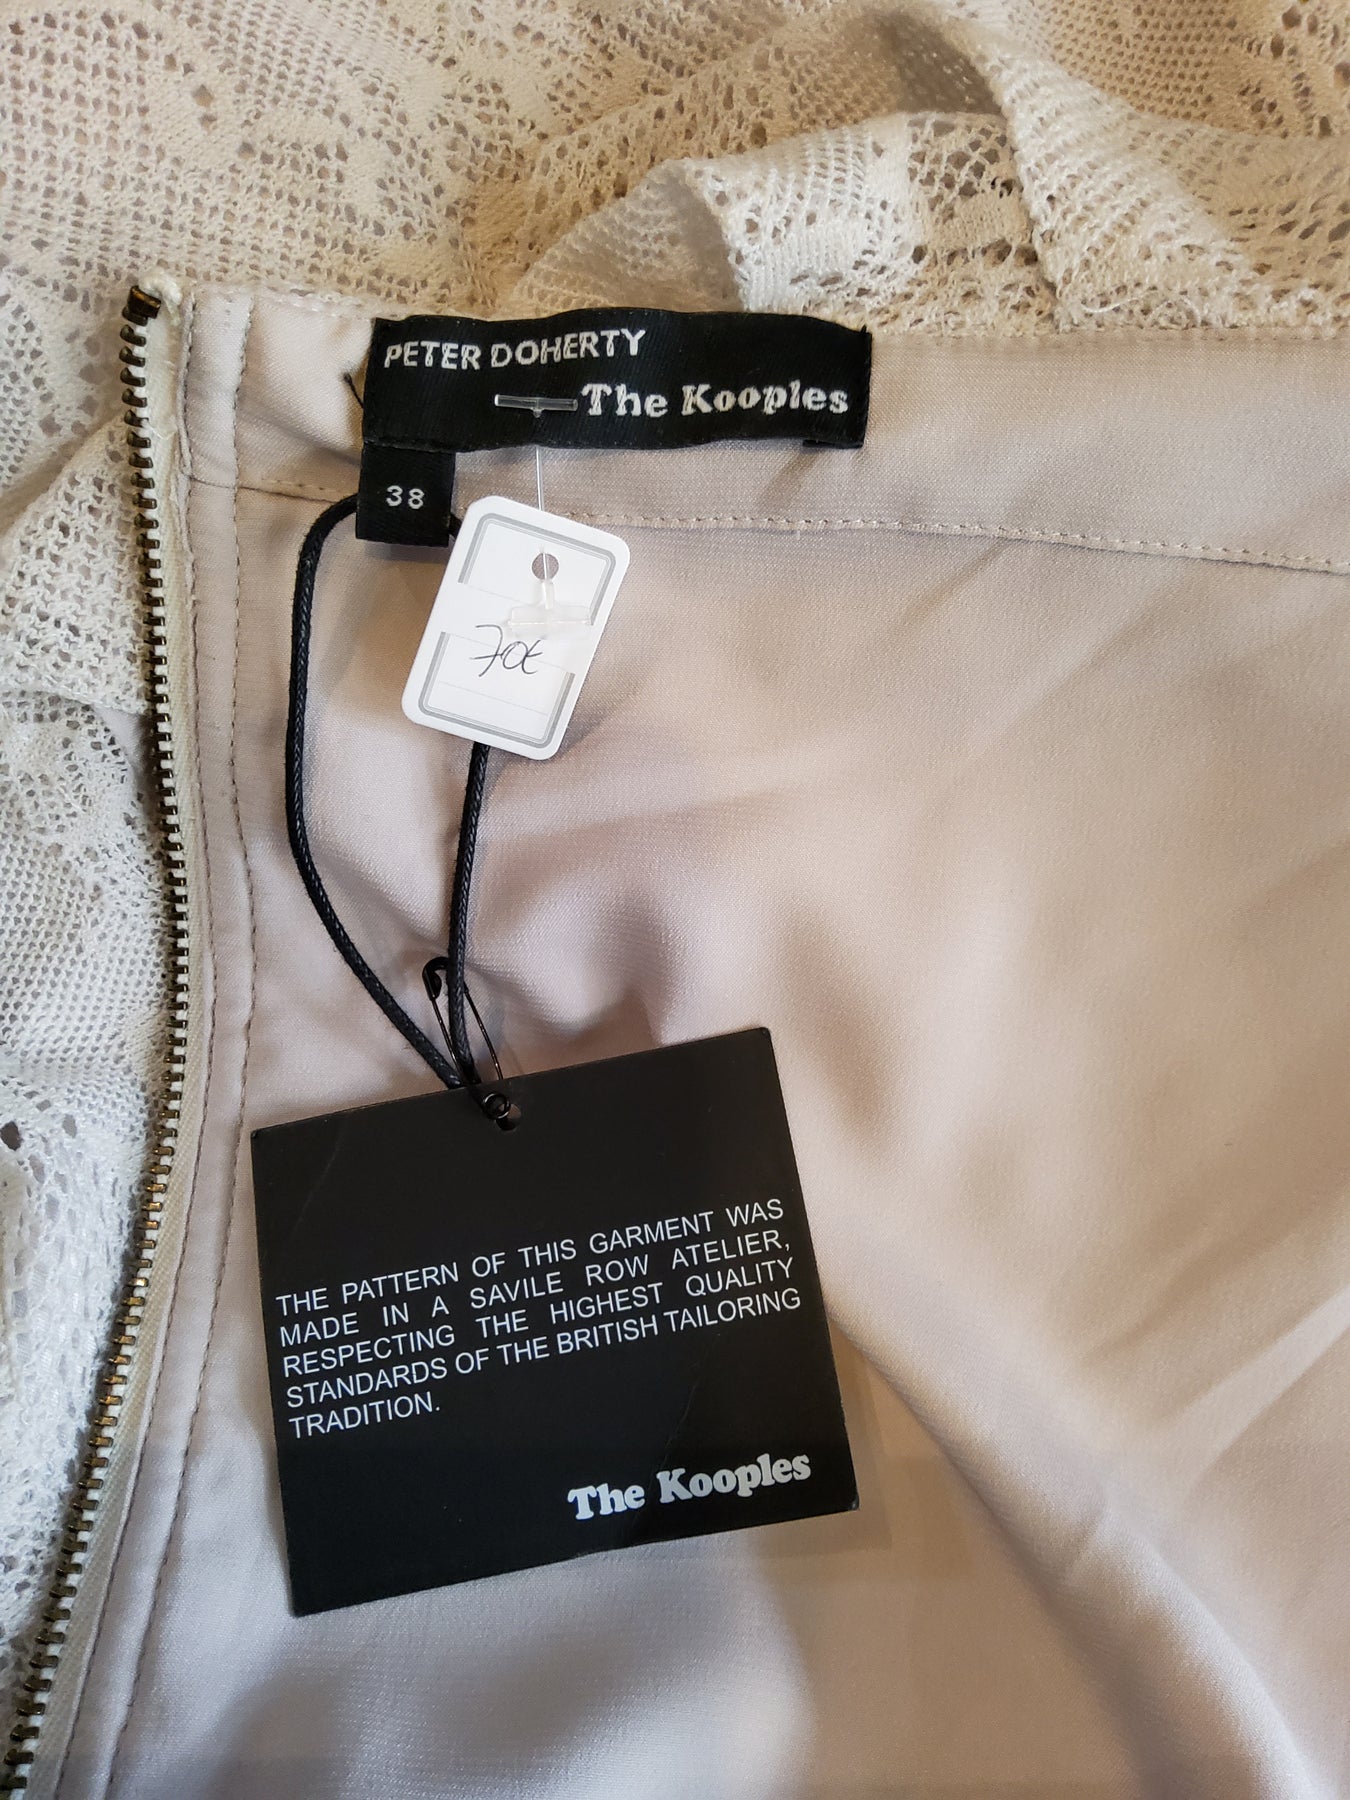 PETER DOHERTY
The Kooples
38
70€
THE PATTERN OF THIS GARMENT WAS
MADE IN A SAVILE ROW ATELIER,
RESPECTING THE HIGHEST QUALITY
STANDARDS OF THE BRITISH TAILORING
TRADITION.
The Kooples